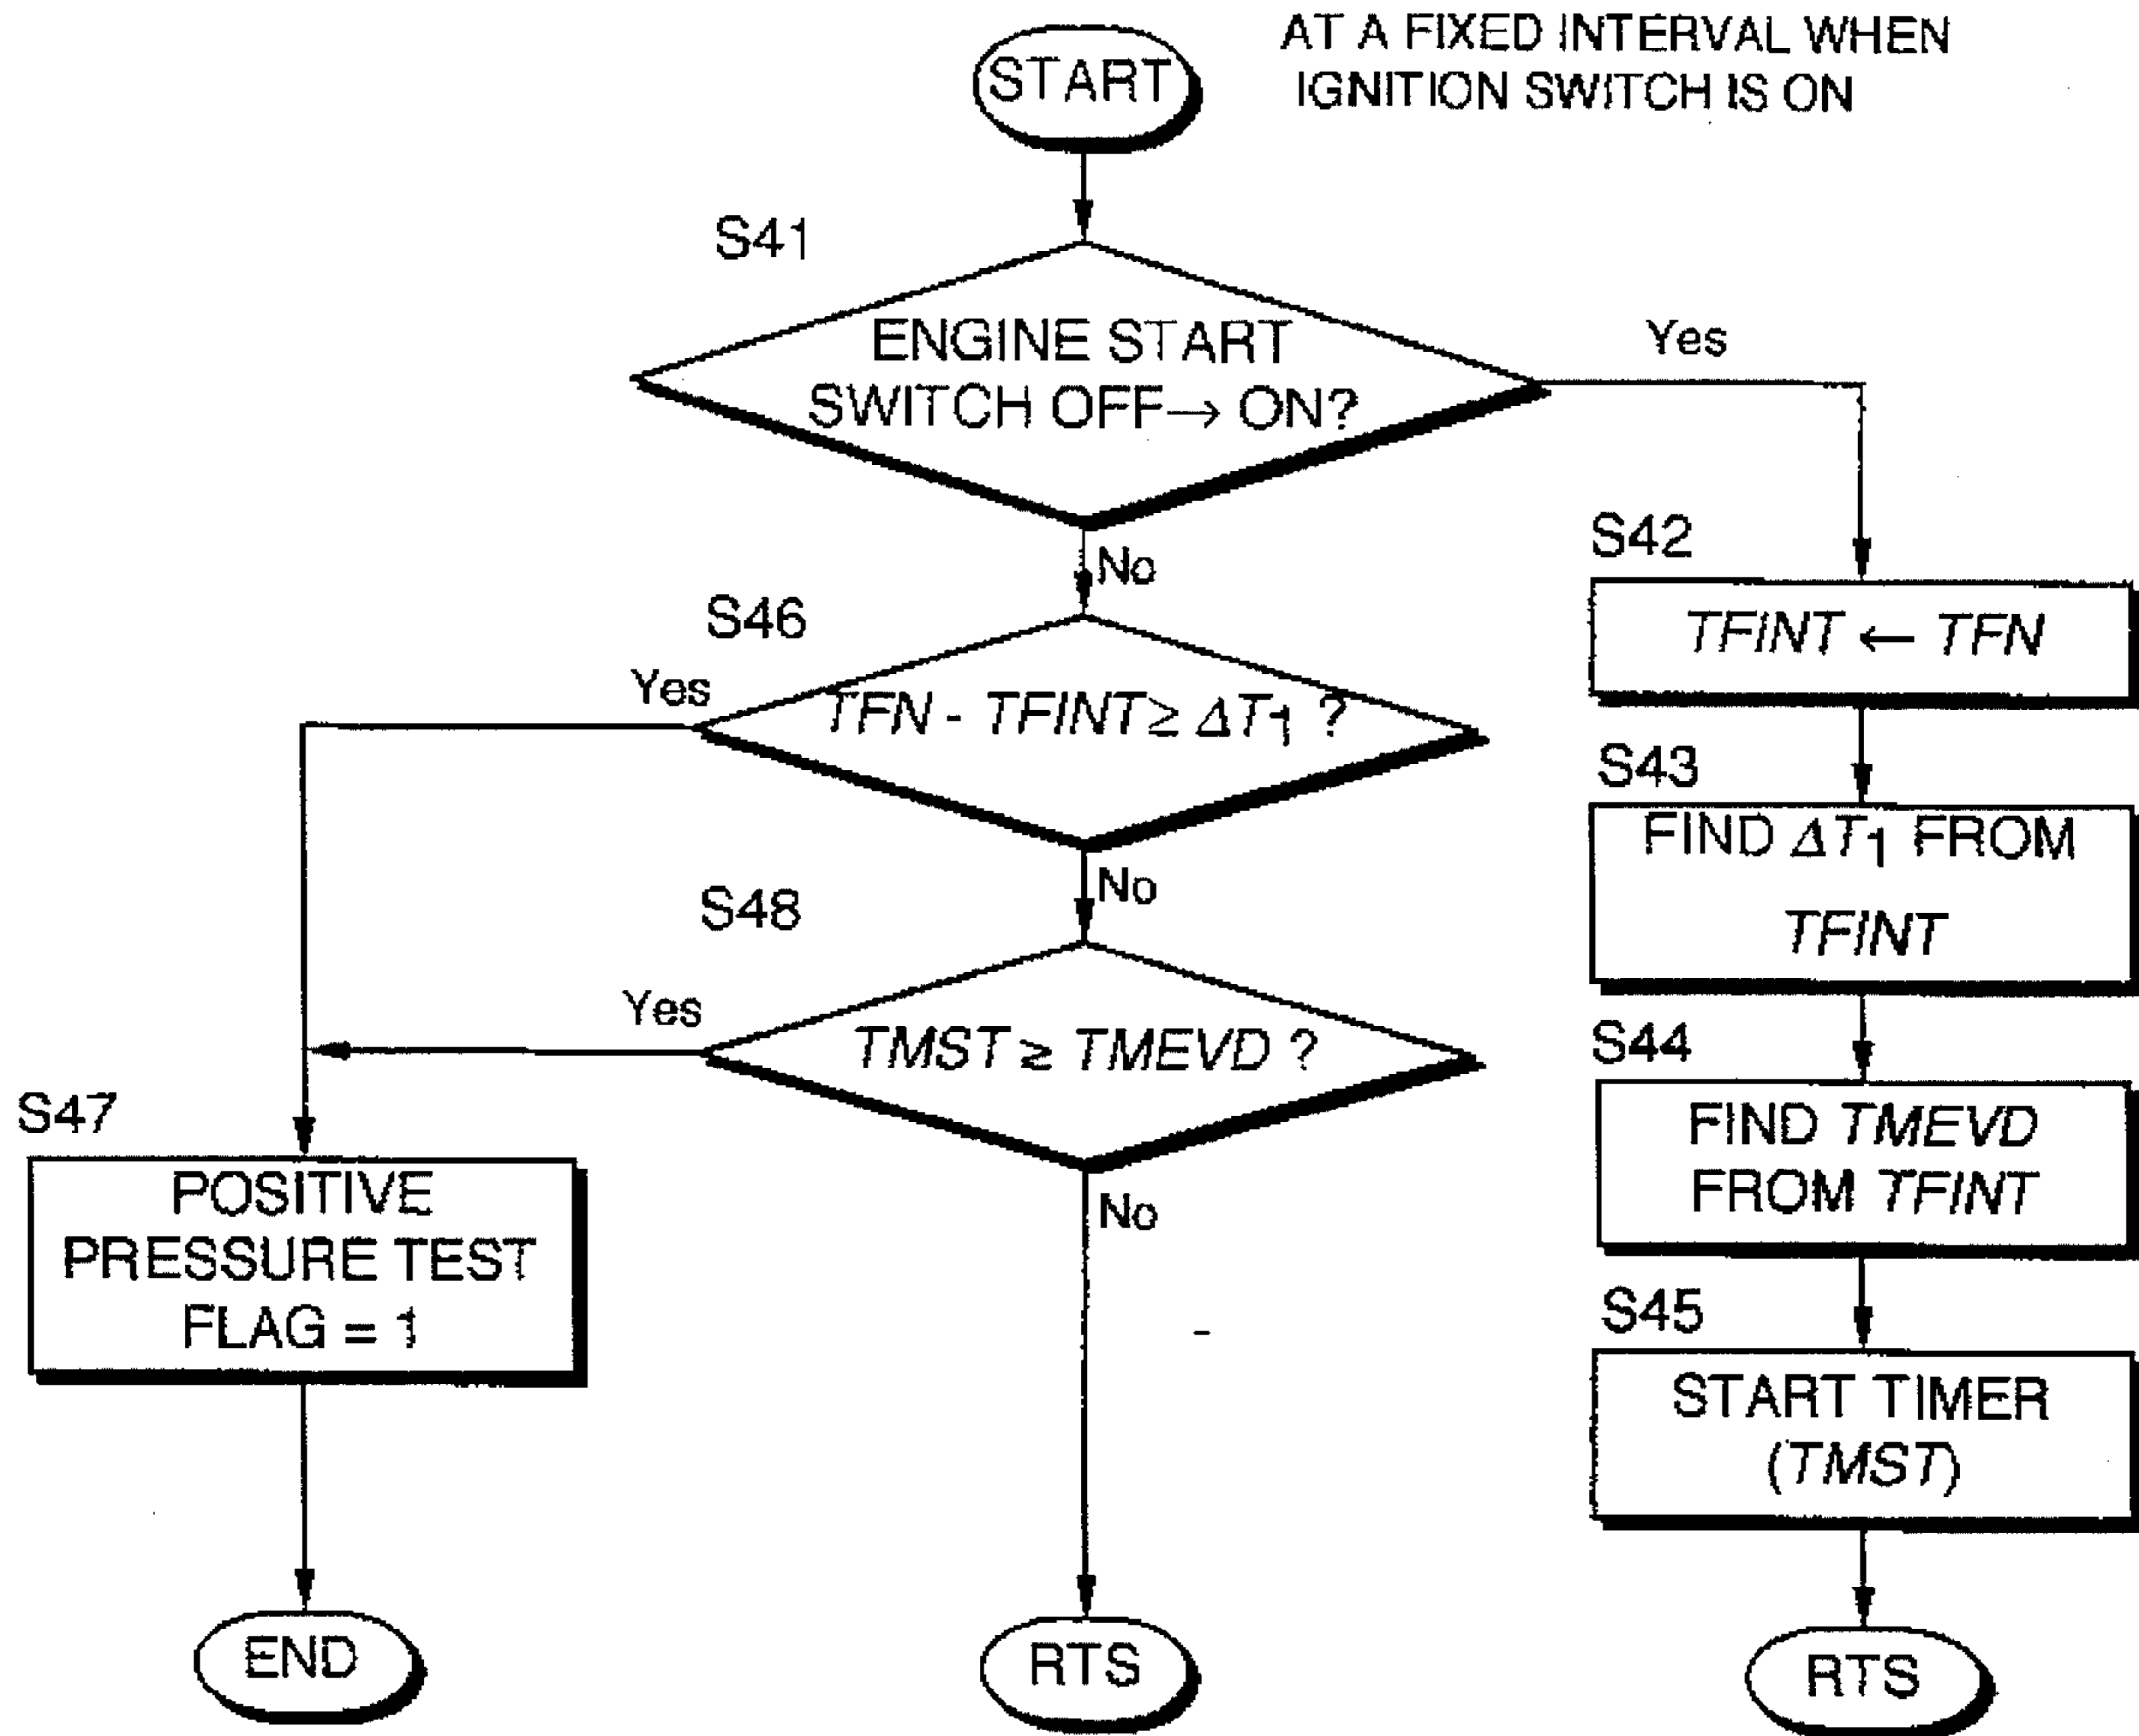 START
AT A FIXED INTERVAL WHEN
IGNITION SWITCH IS ON
S41
ENGINE START
SWITCH OFF→ ON?
Yes
No
S42
TFINT ← TFN
S46
Yes
TFN - TFINT ≥ ΔT1 ?
No
S43
FIND ΔT1 FROM
TFINT
S48
Yes
TMST ≥ TMEVD ?
No
S44
FIND TMEVD
FROM TFINT
S47
POSITIVE
PRESSURE TEST
FLAG = 1
S45
START TIMER
(TMST)
END
RTS
RTS